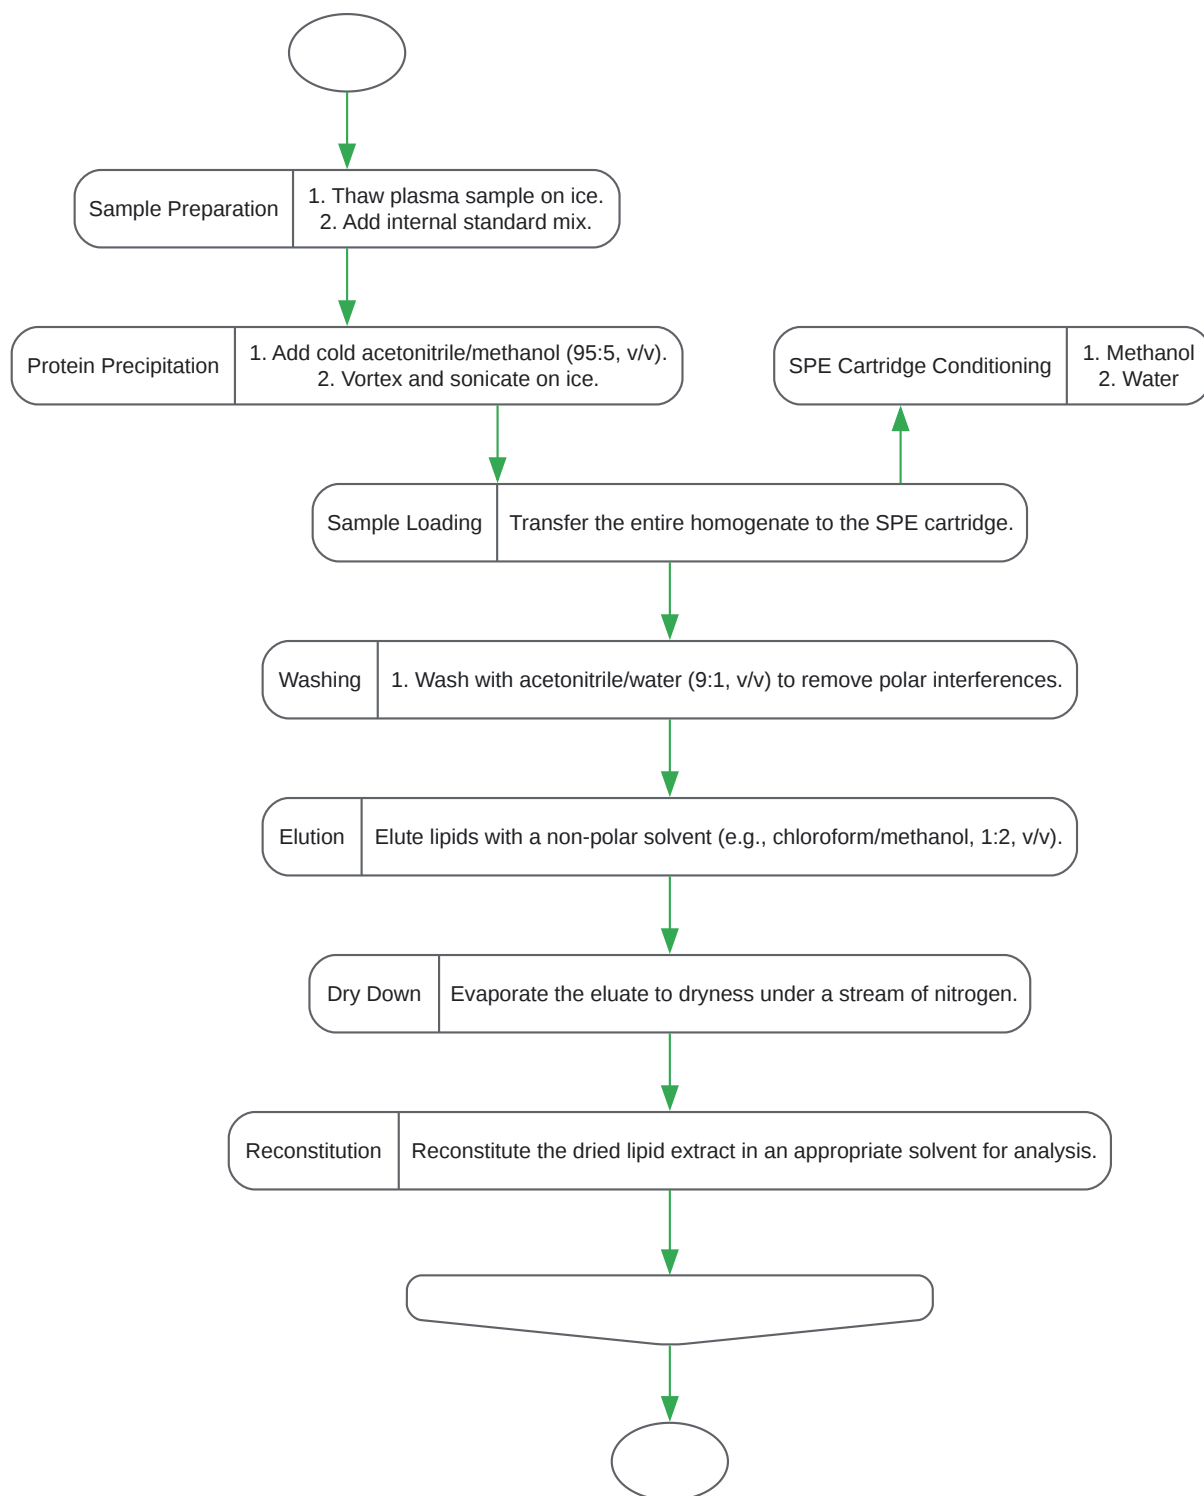 Sample Preparation
1. Thaw plasma sample on ice.
2. Add internal standard mix.
Protein Precipitation
1. Add cold acetonitrile/methanol (95:5, v/v).
2. Vortex and sonicate on ice.
SPE Cartridge Conditioning
1. Methanol
2. Water
Sample Loading
Transfer the entire homogenate to the SPE cartridge.
Washing
1. Wash with acetonitrile/water (9:1, v/v) to remove polar interferences.
Elution
Elute lipids with a non-polar solvent (e.g., chloroform/methanol, 1:2, v/v).
Dry Down
Evaporate the eluate to dryness under a stream of nitrogen.
Reconstitution
Reconstitute the dried lipid extract in an appropriate solvent for analysis.